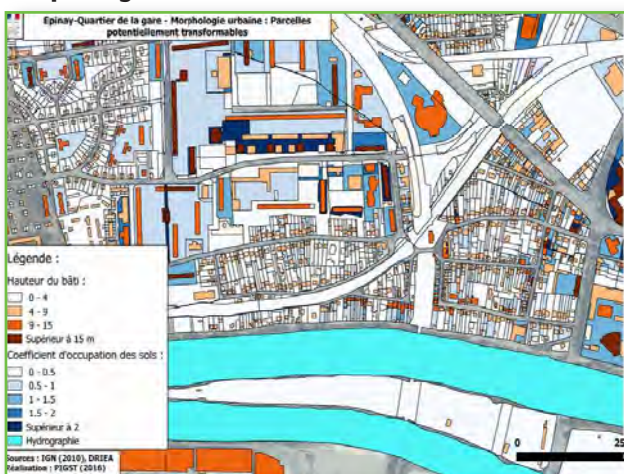 Epinay-Quartier de la gare - Morphologie urbaine : Parcelles
potentiellement transformables
Légende :
Hauteur du bâti :
0 - 4
4 - 9
9 - 15
Supérieur à 15 m
Coefficient d'occupation des sols :
0 - 0.5
0.5 - 1
1 - 1.5
1.5 - 2
Supérieur à 2
Hydrographie
Sources : IGN (2010), DRIEA
Réalisation : PIGST (2016)
0 25